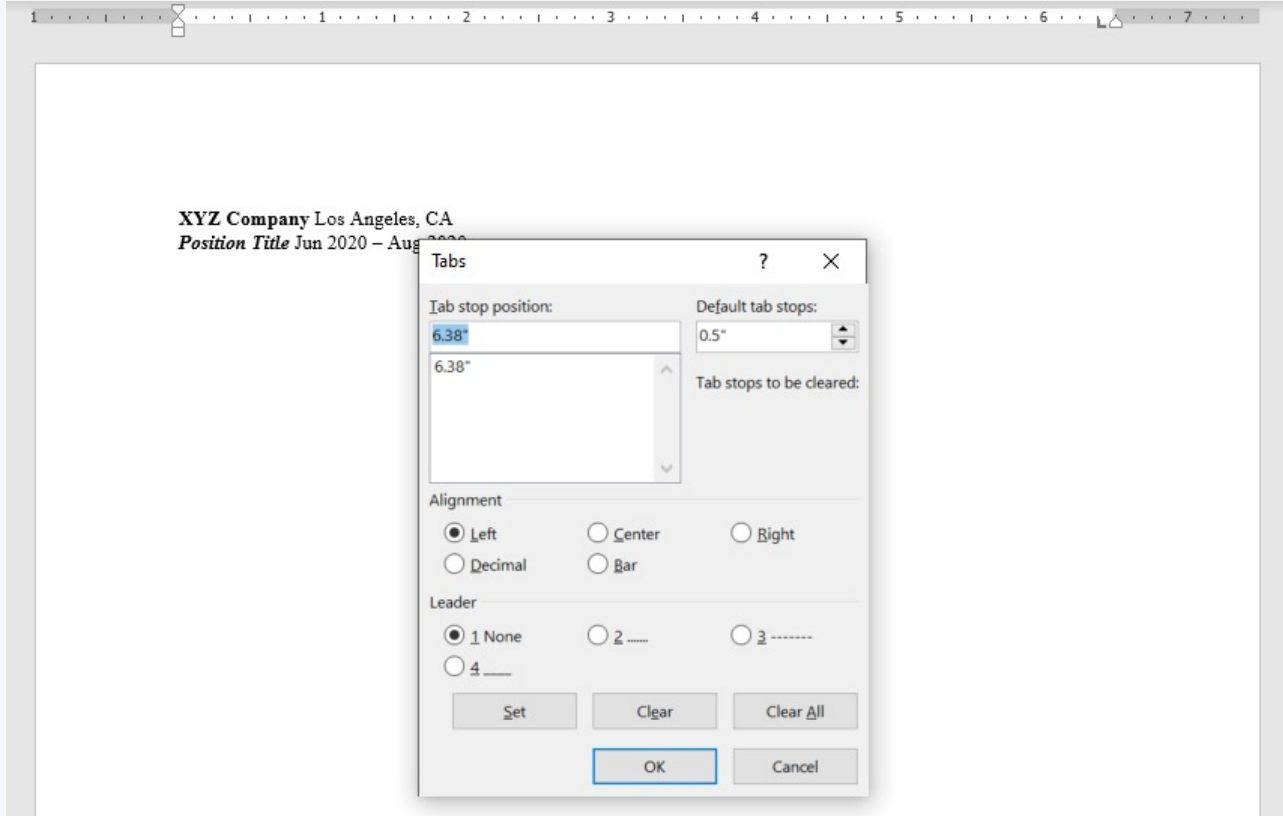 1 1 2 3 4 5 6 7
XYZ Company Los Angeles, CA
Position Title Jun 2020 – Aug
Tabs ? X
Tab stop position: Default tab stops:
6.38" 0.5"
6.38"
Tab stops to be cleared:
Alignment
Left Center Right
Decimal Bar
Leader
1 None 2 ...... 3 -------
4 ___
Set Clear Clear All
OK Cancel